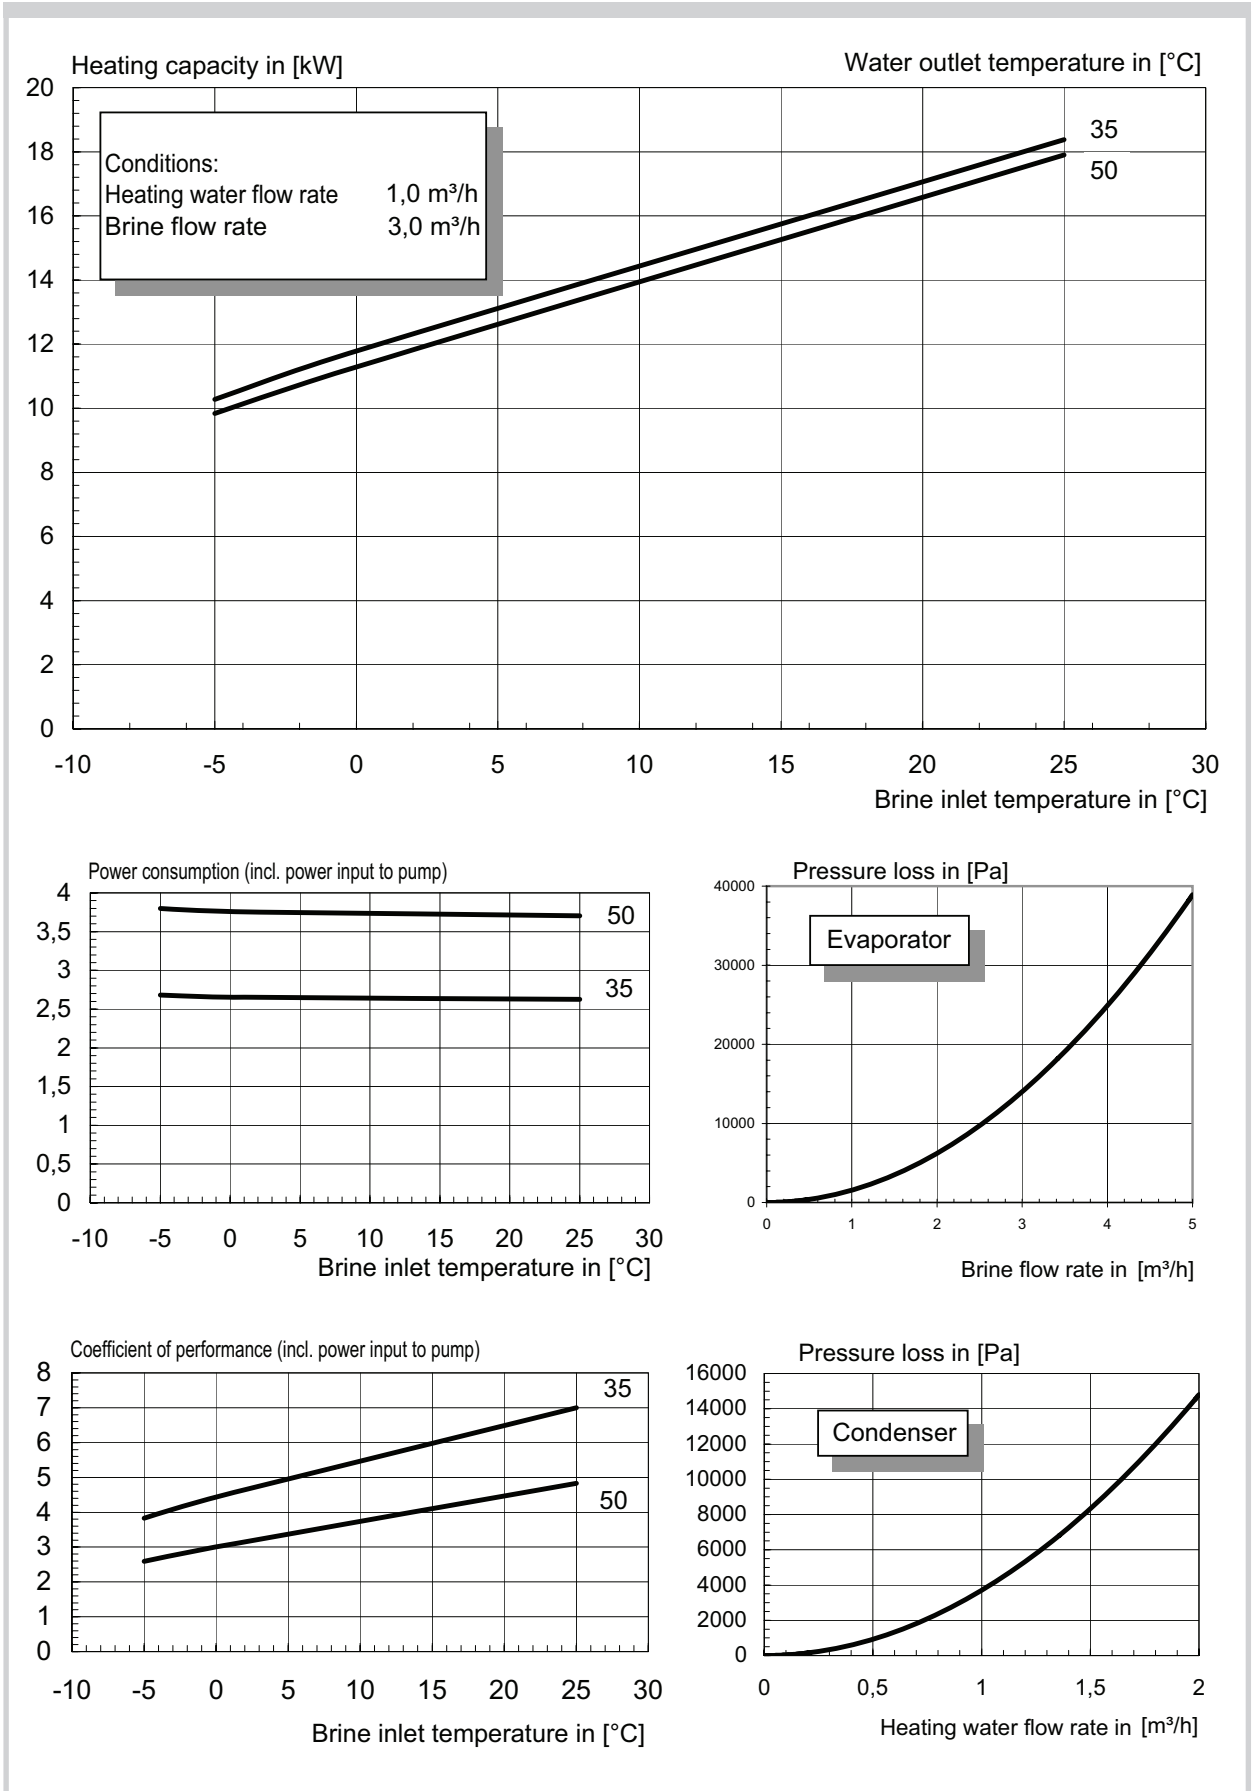 Heating capacity in [kW]
Water outlet temperature in [°C]
20
18
16
14
12
10
8
6
4
2
0
Conditions:
Heating water flow rate 1,0 m³/h
Brine flow rate 3,0 m³/h
35
50
-10 -5 0 5 10 15 20 25 30
Brine inlet temperature in [°C]
Power consumption (incl. power input to pump)
4
3,5
3
2,5
2
1,5
1
0,5
0
50
35
-10 -5 0 5 10 15 20 25 30
Brine inlet temperature in [°C]
Pressure loss in [Pa]
40000
30000
20000
10000
0
Evaporator
0 1 2 3 4 5
Brine flow rate in [m³/h]
Coefficient of performance (incl. power input to pump)
8
7
6
5
4
3
2
1
0
35
50
-10 -5 0 5 10 15 20 25 30
Brine inlet temperature in [°C]
Pressure loss in [Pa]
16000
14000
12000
10000
8000
6000
4000
2000
0
Condenser
0 0,5 1 1,5 2
Heating water flow rate in [m³/h]